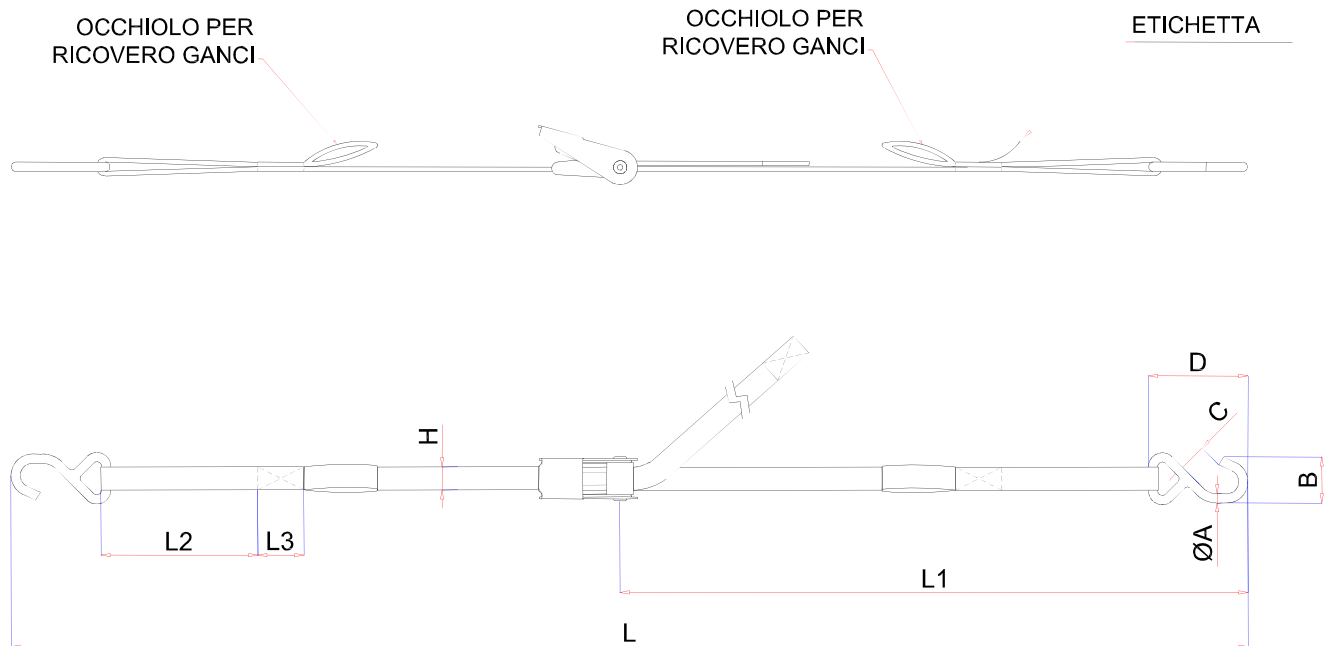 OCCHIOLO PER
RICOVERO GANCI
OCCHIOLO PER
RICOVERO GANCI
ETICHETTA
D
C
H
B
L2
L3
ØA
L1
L